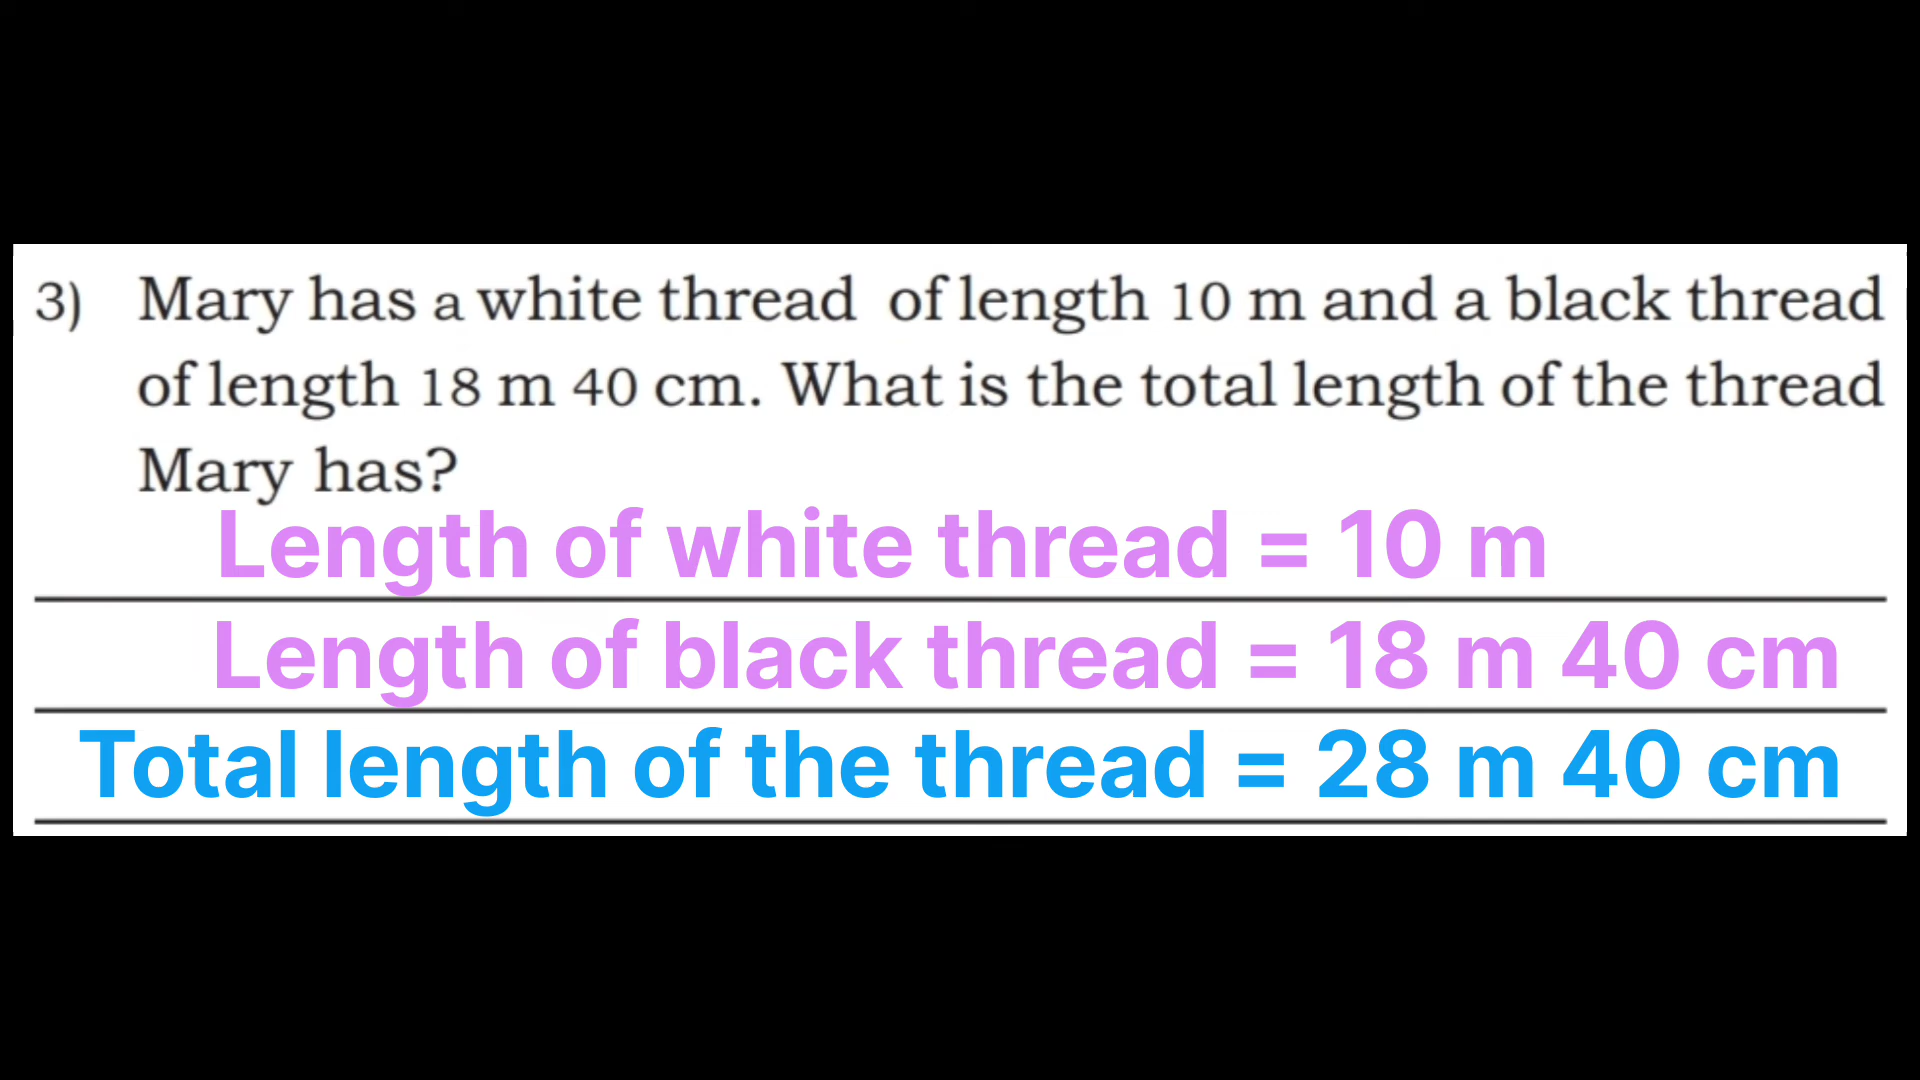 3) Mary has a white thread of length 10 m and a black thread
of length 18 m 40 cm. What is the total length of the thread
Mary has?
Length of white thread = 10 m
Length of black thread = 18 m 40 cm
Total length of the thread = 28 m 40 cm